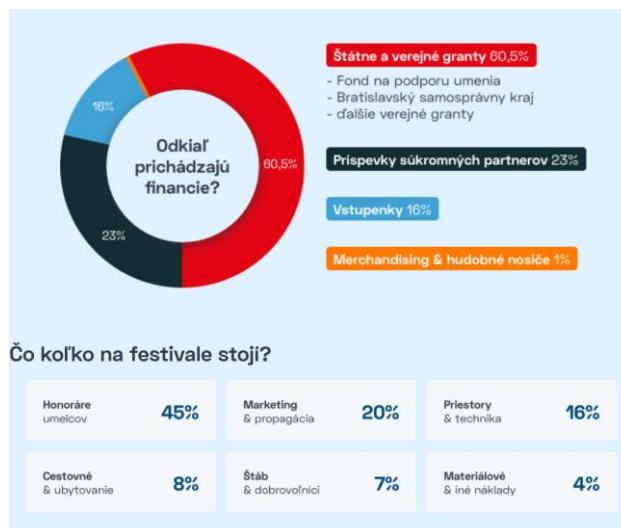 Odkiaľ
prichádzajú
financie?
60,5%
23%
16%
Štátne a verejné granty 60,5%
- Fond na podporu umenia
- Bratislavský samosprávny kraj
- ďalšie verejné granty
Príspevky súkromných partnerov 23%
Vstupenky 16%
Merchandising & hudobné nosiče 1%
Čo koľko na festivale stojí?
Honoráre
umelcov
45%
Marketing
& propagácia
20%
Priestory
& technika
16%
Cestovné
& ubytovanie
8%
Štáb
& dobrovoľníci
7%
Materiálové
& iné náklady
4%